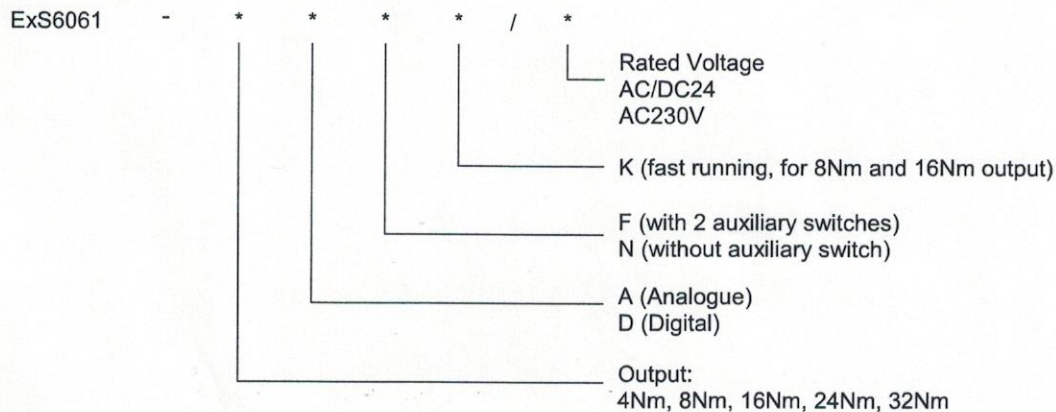 ExS6061 - * * * * / *
Rated Voltage
AC/DC24
AC230V
K (fast running, for 8Nm and 16Nm output)
F (with 2 auxiliary switches)
N (without auxiliary switch)
A (Analogue)
D (Digital)
Output:
4Nm, 8Nm, 16Nm, 24Nm, 32Nm